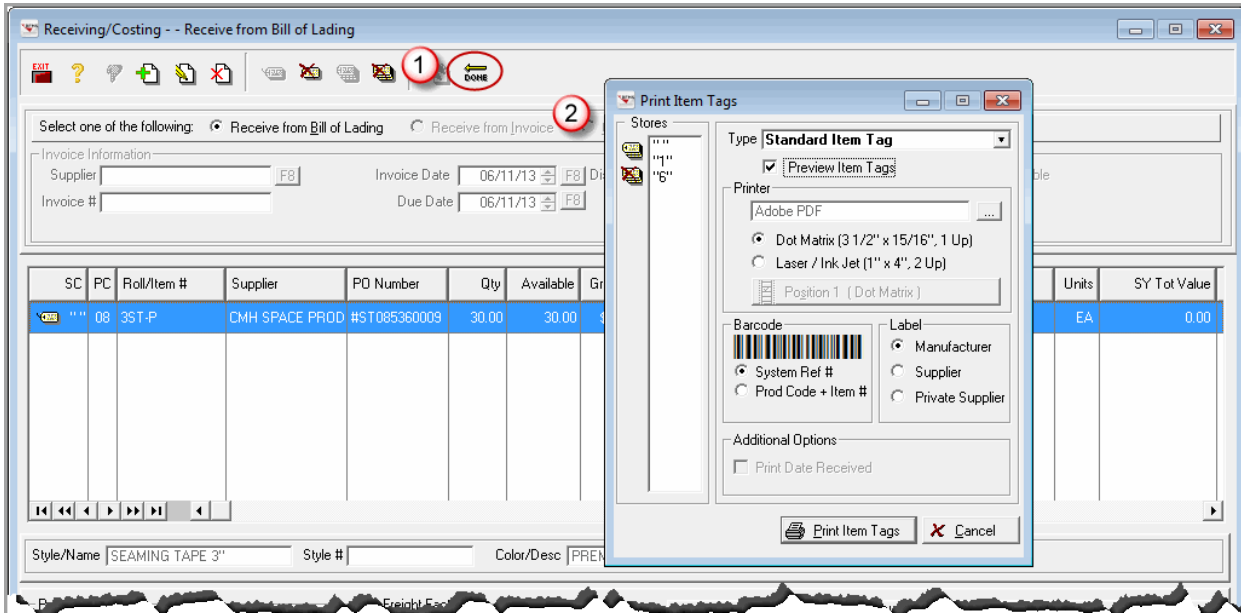 Receiving/Costing - - Receive from Bill of Lading
EXIT
1
DONE
Select one of the following: Receive from Bill of Lading Receive from Invoice
2
Invoice Information
Supplier F8 Invoice Date 06/11/13 F8
Invoice # Due Date 06/11/13 F8
SC PC Roll/Item # Supplier PO Number Qty Available Units SY Tot Value
" " 08 3ST-P CMH SPACE PROD #ST085360009 30.00 30.00 EA 0.00
Style/Name SEAMING TAPE 3" Style # Color/Desc
Print Item Tags
Stores
" "
"1"
"6"
Type Standard Item Tag
Preview Item Tags
Printer
Adobe PDF ...
Dot Matrix (3 1/2" x 15/16", 1 Up)
Laser / Ink Jet (1" x 4", 2 Up)
Position 1 ( Dot Matrix )
Barcode
System Ref #
Prod Code + Item #
Label
Manufacturer
Supplier
Private Supplier
Additional Options
Print Date Received
Print Item Tags Cancel